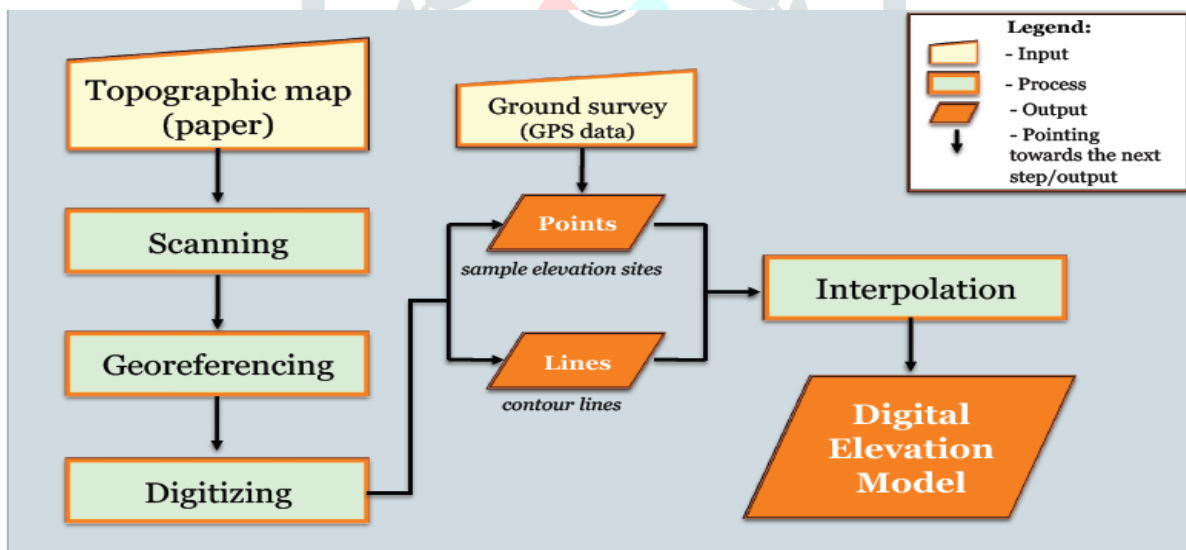 Topographic map
(paper)
Scanning
Georeferencing
Digitizing
Ground survey
(GPS data)
Points
sample elevation sites
Lines
contour lines
Interpolation
Digital
Elevation
Model
Legend:
- Input
- Process
- Output
- Pointing
towards the next
step/output